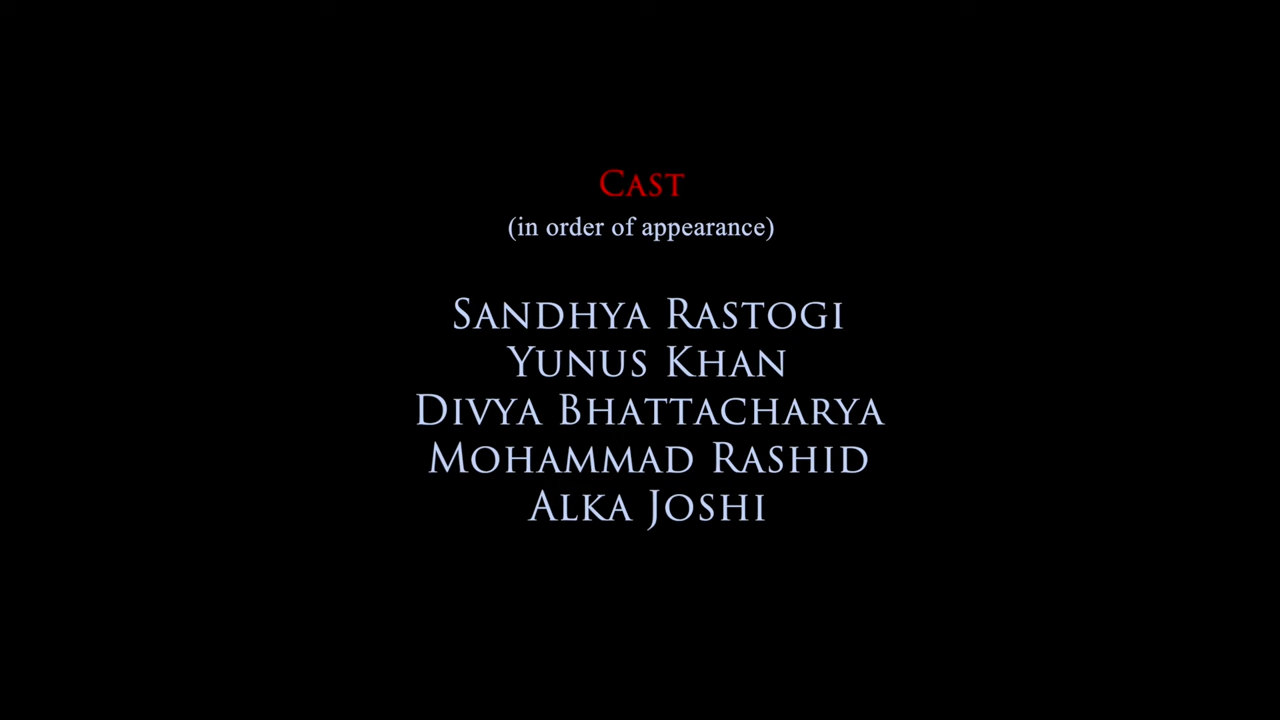 Cast
(in order of appearance)
Sandhya Rastogi
Yunus Khan
Divya Bhattacharya
Mohammad Rashid
Alka Joshi